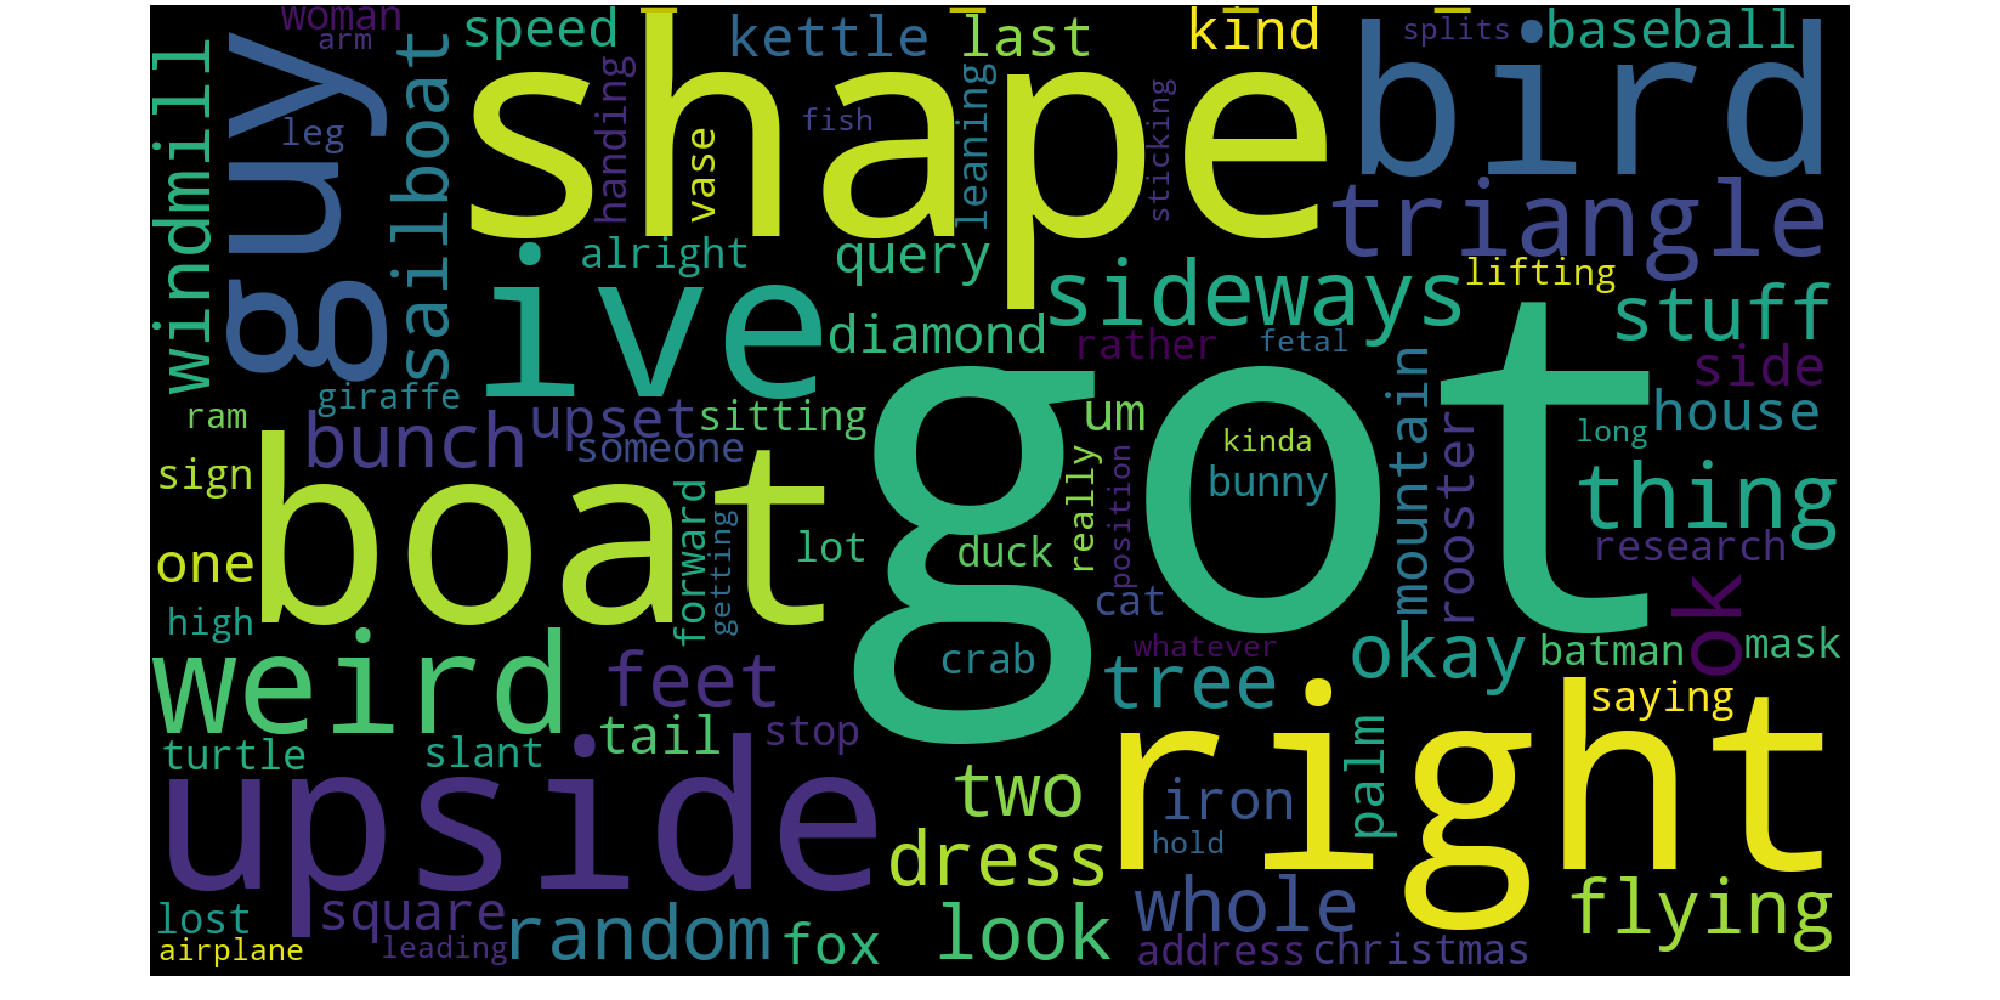 woman
arm
speed
kettle
last
kind
splits
baseball
windmill
guy
sailboat
leg
handing
shape
vase
fish
leaning
sticking
bird
triangle
alright
query
sideways
lifting
ive
diamond
rather
fetal
stuff
side
giraffe
ram
bunch
upset
sitting
someone
um
got
kinda
mountain
rooster
house
long
sign
boat
forward
getting
lot
duck
really
position
bunny
thing
research
one
high
cat
crab
whatever
okay
batman
ok
mask
weird
feet
tree
saying
turtle
slant
tail
stop
right
palm
upside
two
iron
hold
dress
whole
flying
lost
square
random
fox
look
airplane
leading
address
christmas